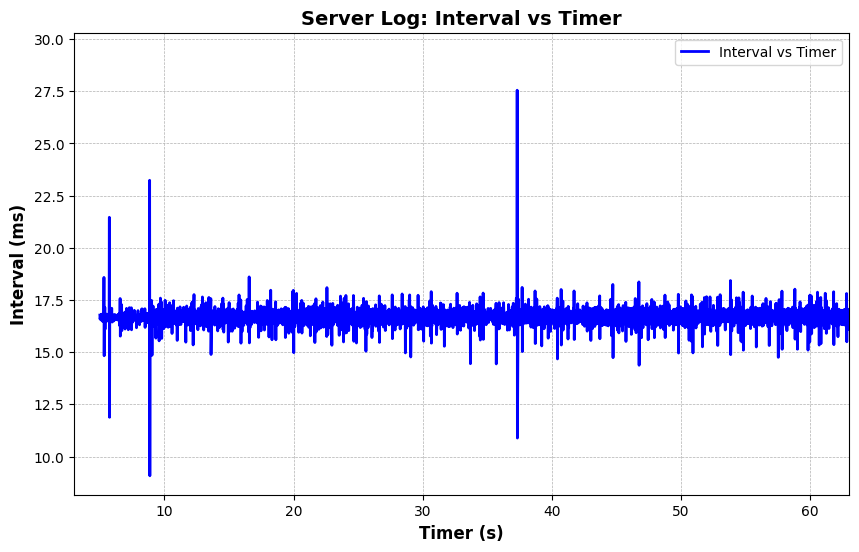 Server Log: Interval vs Timer
Interval vs Timer
30.0
27.5
25.0
22.5
20.0
17.5
15.0
12.5
10.0
Interval (ms)
10 20 30 40 50 60
Timer (s)